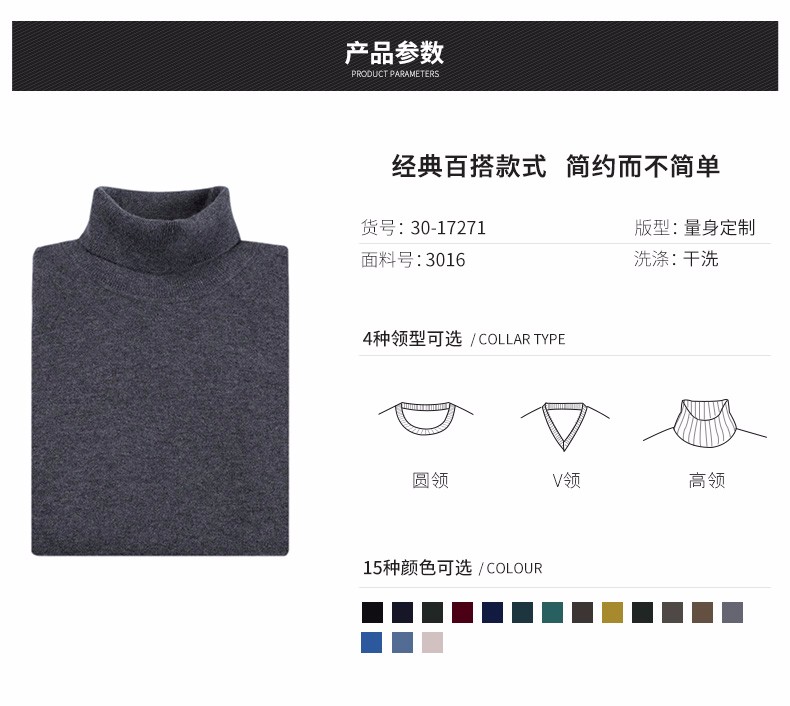 产品参数
PRODUCT PARAMETERS
经典百搭款式 简约而不简单
货号：30-17271 版型：量身定制
面料号：3016 洗涤：干洗
4种领型可选 / COLLAR TYPE
圆领 V领 高领
15种颜色可选 / COLOUR